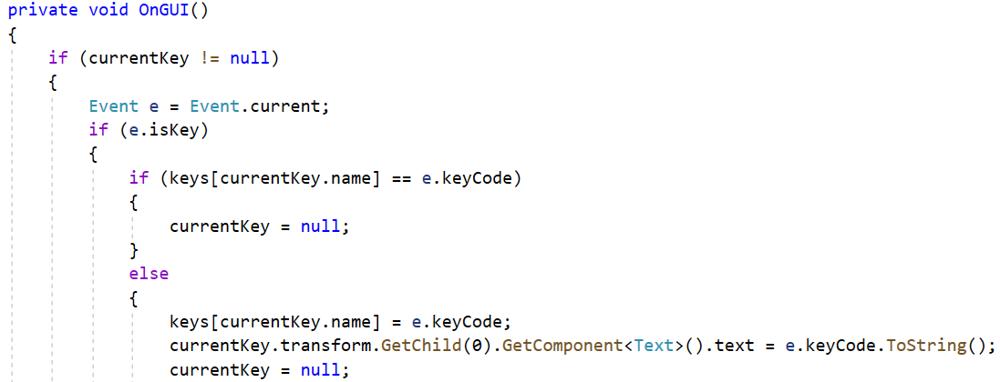 private void OnGUI()
{
if (currentKey != null)
{
Event e = Event.current;
if (e.isKey)
{
if (keys[currentKey.name] == e.keyCode)
{
currentKey = null;
}
else
{
keys[currentKey.name] = e.keyCode;
currentKey.transform.GetChild(0).GetComponent<Text>().text = e.keyCode.ToString();
currentKey = null;